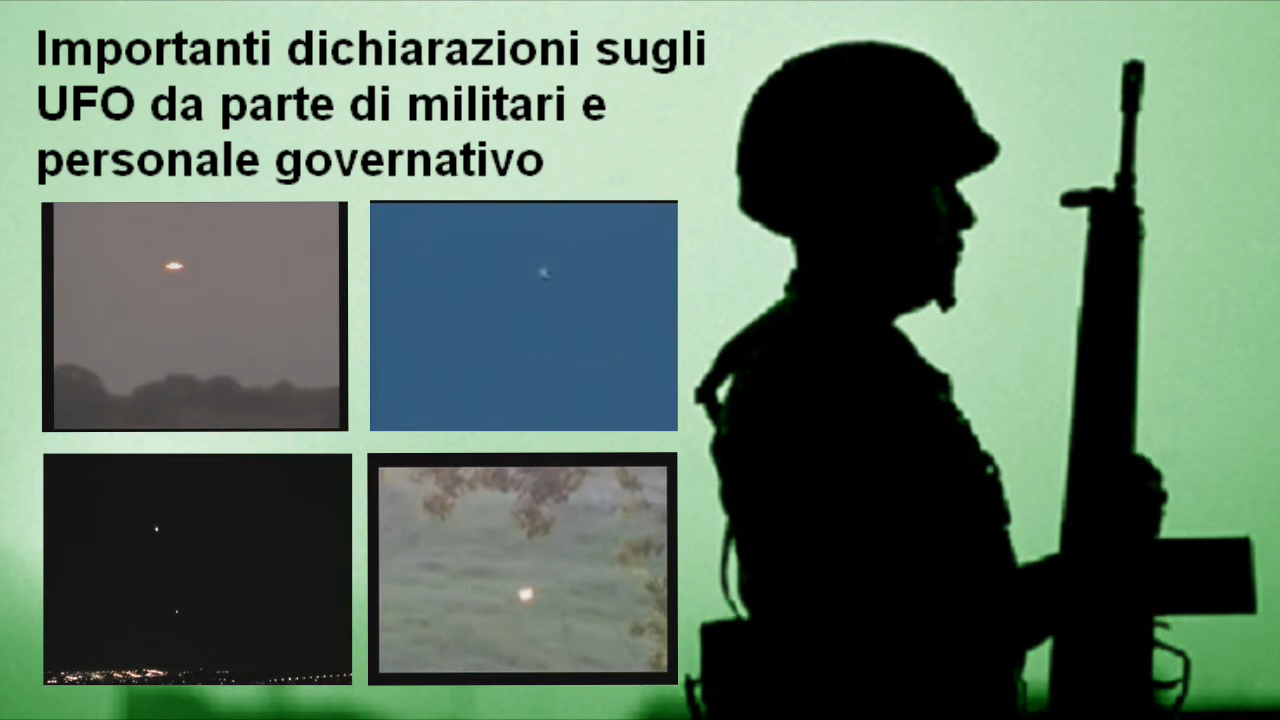 Importanti dichiarazioni sugli
UFO da parte di militari e
personale governativo